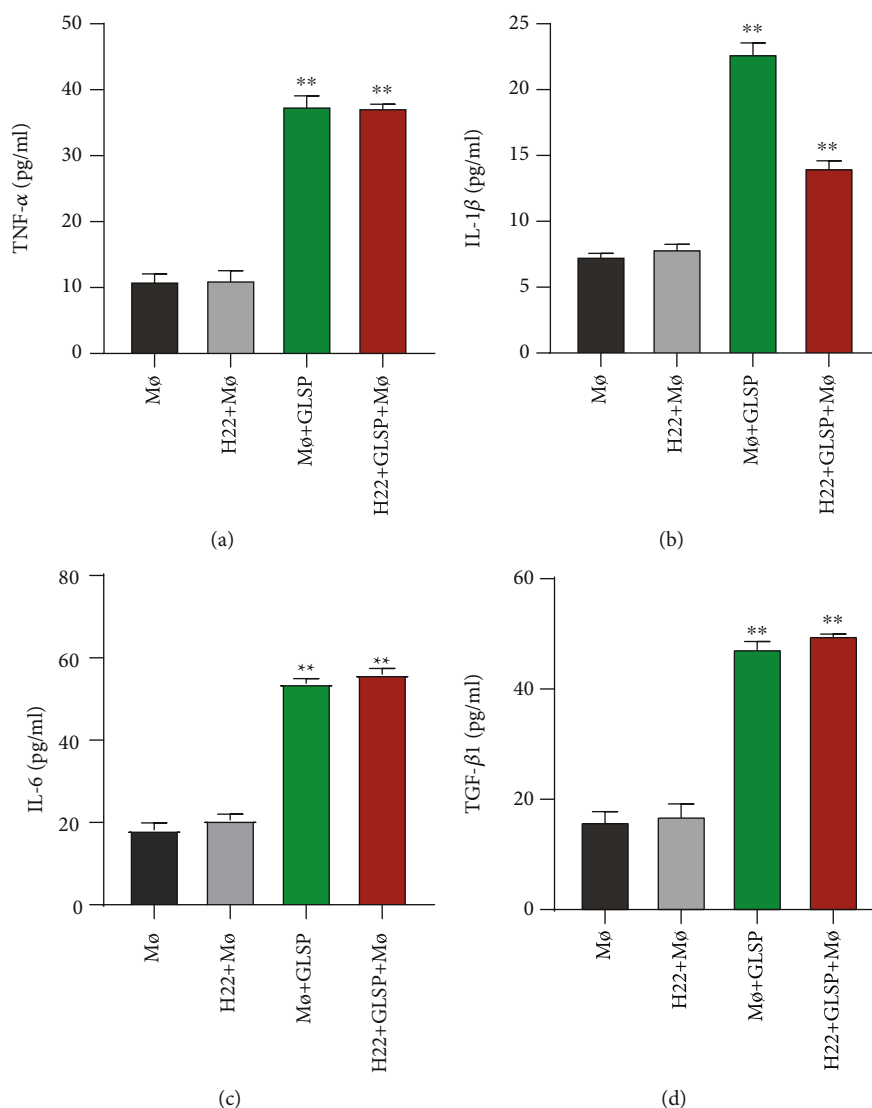 50
40
30
20
10
0
TNF-α (pg/ml)
**
**
Mø
H22+Mø
Mø+GLSP
H22+GLSP+Mø
(a)
25
20
15
10
5
0
IL-1β (pg/ml)
**
**
Mø
H22+Mø
Mø+GLSP
H22+GLSP+Mø
(b)
80
60
40
20
0
IL-6 (pg/ml)
**
**
Mø
H22+Mø
Mø+GLSP
H22+GLSP+Mø
(c)
60
40
20
0
TGF-β1 (pg/ml)
**
**
Mø
H22+Mø
Mø+GLSP
H22+GLSP+Mø
(d)